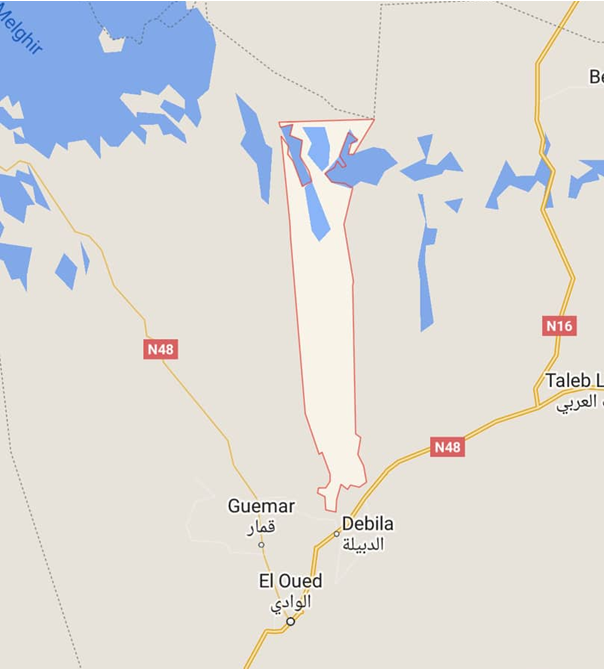 Melghir
N48
N16
N48
Guemar
قمار
Debila
الدبيلة
El Oued
الوادي
Taleb L
العربي
Be